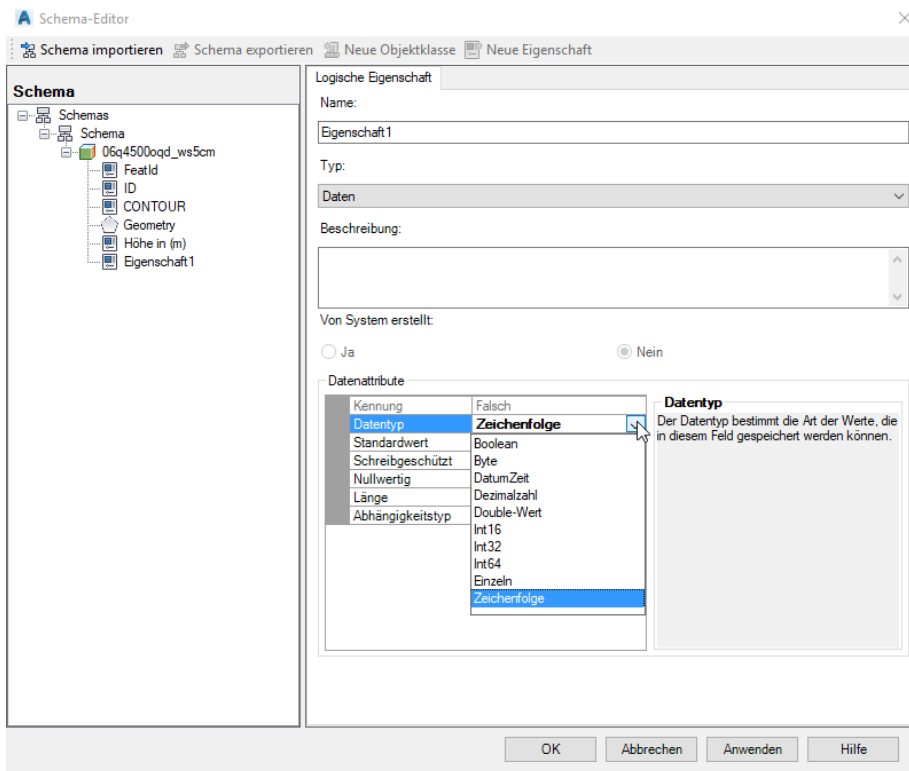 Schema-Editor
Schema importieren Schema exportieren Neue Objektklasse Neue Eigenschaft
Schema
Schemas
Schema
06q4500oqd_ws5cm
FeatId
ID
CONTOUR
Geometry
Höhe in (m)
Eigenschaft1
Logische Eigenschaft
Name:
Eigenschaft1
Typ:
Daten
Beschreibung:
Von System erstellt:
Ja Nein
Datenattribute
Kennung Falsch
Datentyp Zeichenfolge
Standardwert
Schreibgeschützt
Nullwertig
Länge
Abhängigkeitstyp
Boolean
Byte
DatumZeit
Dezimalzahl
Double-Wert
Int16
Int32
Int64
Einzeln
Zeichenfolge
Datentyp
Der Datentyp bestimmt die Art der Werte, die
in diesem Feld gespeichert werden können.
OK Abbrechen Anwenden Hilfe